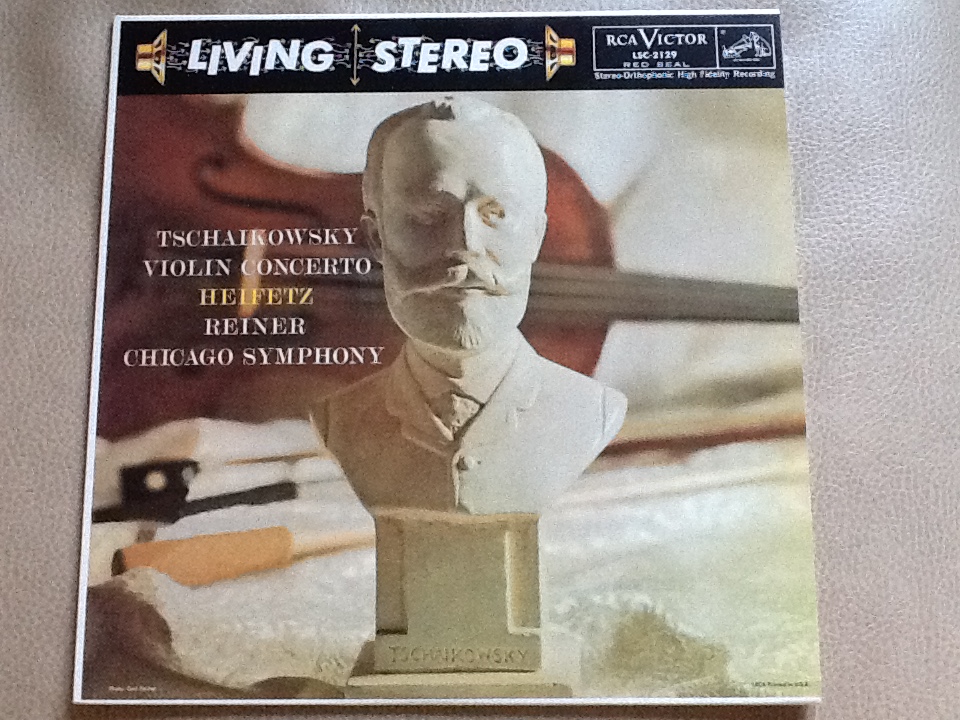 LIVING STEREO
RCA VICTOR
LSC-2129
RED SEAL
Stereo-Orthophonic High Fidelity Recording
TSCHAIKOWSKY
VIOLIN CONCERTO
HEIFETZ
REINER
CHICAGO SYMPHONY
TSCHAIKOWSKY